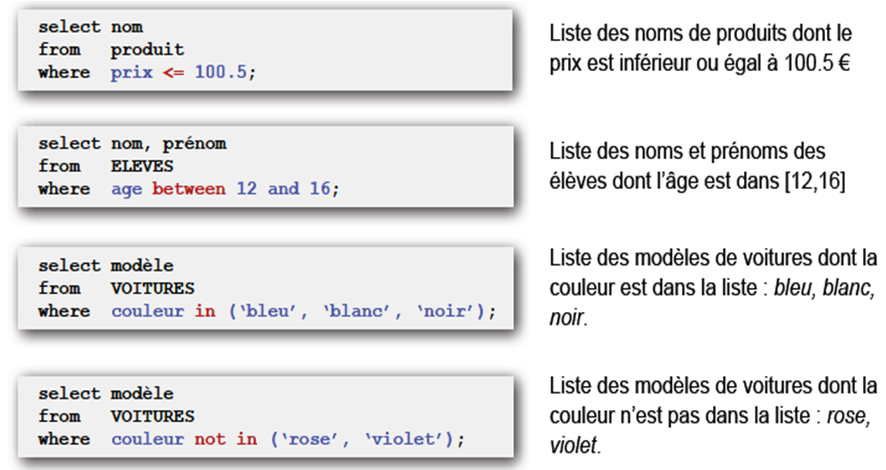 select nom
from produit
where prix <= 100.5;
Liste des noms de produits dont le
prix est inférieur ou égal à 100.5 €
select nom, prénom
from ELEVES
where age between 12 and 16;
Liste des noms et prénoms des
élèves dont l’âge est dans [12,16]
select modèle
from VOITURES
where couleur in (‘bleu’, ‘blanc’, ‘noir’);
Liste des modèles de voitures dont la
couleur est dans la liste : bleu, blanc,
noir.
select modèle
from VOITURES
where couleur not in (‘rose’, ‘violet’);
Liste des modèles de voitures dont la
couleur n’est pas dans la liste : rose,
violet.